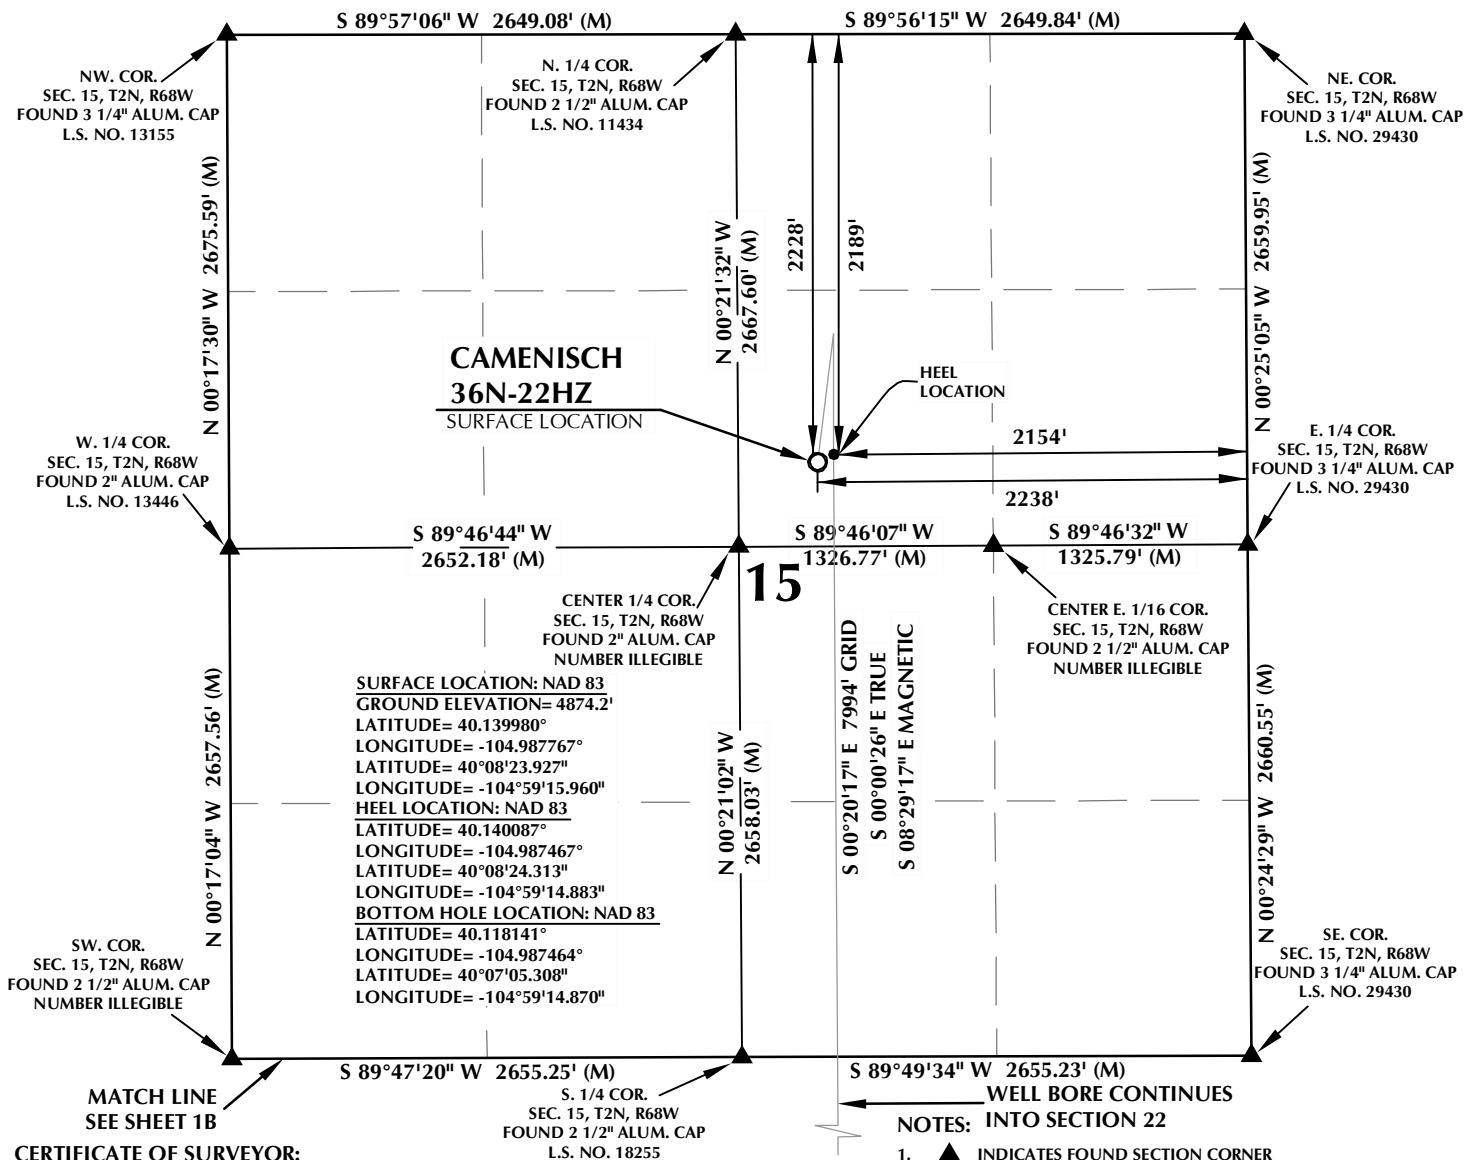 S 89°57'06" W  2649.08' (M)
S 89°56'15" W  2649.84' (M)
NW. COR.
SEC. 15, T2N, R68W
FOUND 3 1/4" ALUM. CAP
L.S. NO. 13155
N. 1/4 COR.
SEC. 15, T2N, R68W
FOUND 2 1/2" ALUM. CAP
L.S. NO. 11434
NE. COR.
SEC. 15, T2N, R68W
FOUND 3 1/4" ALUM. CAP
L.S. NO. 29430
N 00°17'30" W  2675.59' (M)
N 00°21'32" W
2667.60' (M)
2228'
2189'
N 00°25'05" W  2659.95' (M)
CAMENISCH
36N-22HZ
SURFACE LOCATION
HEEL
LOCATION
2154'
2238'
W. 1/4 COR.
SEC. 15, T2N, R68W
FOUND 2" ALUM. CAP
L.S. NO. 13446
E. 1/4 COR.
SEC. 15, T2N, R68W
FOUND 3 1/4" ALUM. CAP
L.S. NO. 29430
S 89°46'44" W
2652.18' (M)
S 89°46'07" W
1326.77' (M)
S 89°46'32" W
1325.79' (M)
15
CENTER 1/4 COR.
SEC. 15, T2N, R68W
FOUND 2" ALUM. CAP
NUMBER ILLEGIBLE
CENTER E. 1/16 COR.
SEC. 15, T2N, R68W
FOUND 2 1/2" ALUM. CAP
NUMBER ILLEGIBLE
N 00°17'04" W  2657.56' (M)
SURFACE LOCATION: NAD 83
GROUND ELEVATION= 4874.2'
LATITUDE= 40.139980°
LONGITUDE= -104.987767°
LATITUDE= 40°08'23.927"
LONGITUDE= -104°59'15.960"
HEEL LOCATION: NAD 83
LATITUDE= 40.140087°
LONGITUDE= -104.987467°
LATITUDE= 40°08'24.313"
LONGITUDE= -104°59'14.883"
BOTTOM HOLE LOCATION: NAD 83
LATITUDE= 40.118141°
LONGITUDE= -104.987464°
LATITUDE= 40°07'05.308"
LONGITUDE= -104°59'14.870"
N 00°21'02" W
2658.03' (M)
S 00°20'17" E  7994' GRID
S 00°00'26" E TRUE
S 08°29'17" E MAGNETIC
N 00°24'29" W  2660.55' (M)
SW. COR.
SEC. 15, T2N, R68W
FOUND 2 1/2" ALUM. CAP
NUMBER ILLEGIBLE
SE. COR.
SEC. 15, T2N, R68W
FOUND 3 1/4" ALUM. CAP
L.S. NO. 29430
S 89°47'20" W  2655.25' (M)
S 89°49'34" W  2655.23' (M)
MATCH LINE
SEE SHEET 1B
S. 1/4 COR.
SEC. 15, T2N, R68W
FOUND 2 1/2" ALUM. CAP
L.S. NO. 18255
WELL BORE CONTINUES
INTO SECTION 22
CERTIFICATE OF SURVEYOR:
NOTES:
1. INDICATES FOUND SECTION CORNER